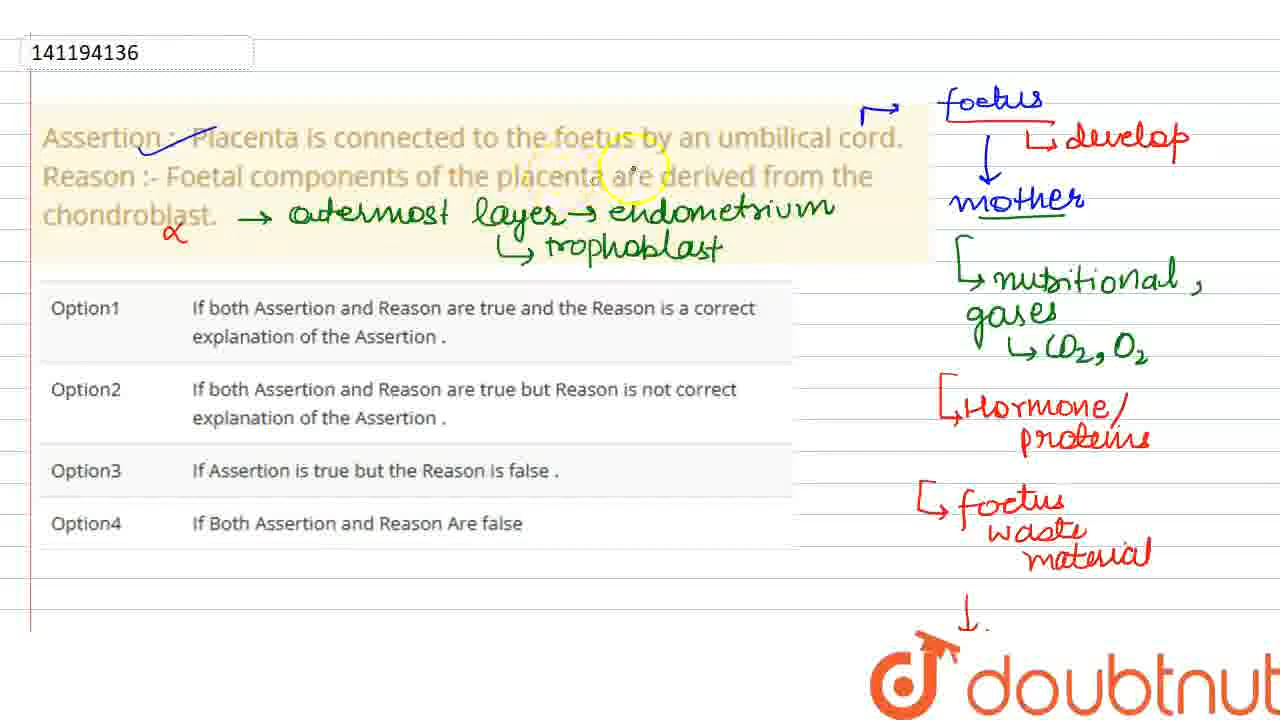 141194136
Assertion :- Placenta is connected to the foetus by an umbilical cord.
Reason :- Foetal components of the placenta are derived from the
chondroblast.
→ outermost layer → endometrium
↳ trophoblast
Option1 If both Assertion and Reason are true and the Reason is a correct
explanation of the Assertion .
Option2 If both Assertion and Reason are true but Reason is not correct
explanation of the Assertion .
Option3 If Assertion is true but the Reason is false .
Option4 If Both Assertion and Reason Are false
foetus
↳ develop
mother
↳ nutritional,
gases
↳ CO2, O2
↳ Hormone/
proteins
↳ foetus
waste
material
doubtnut